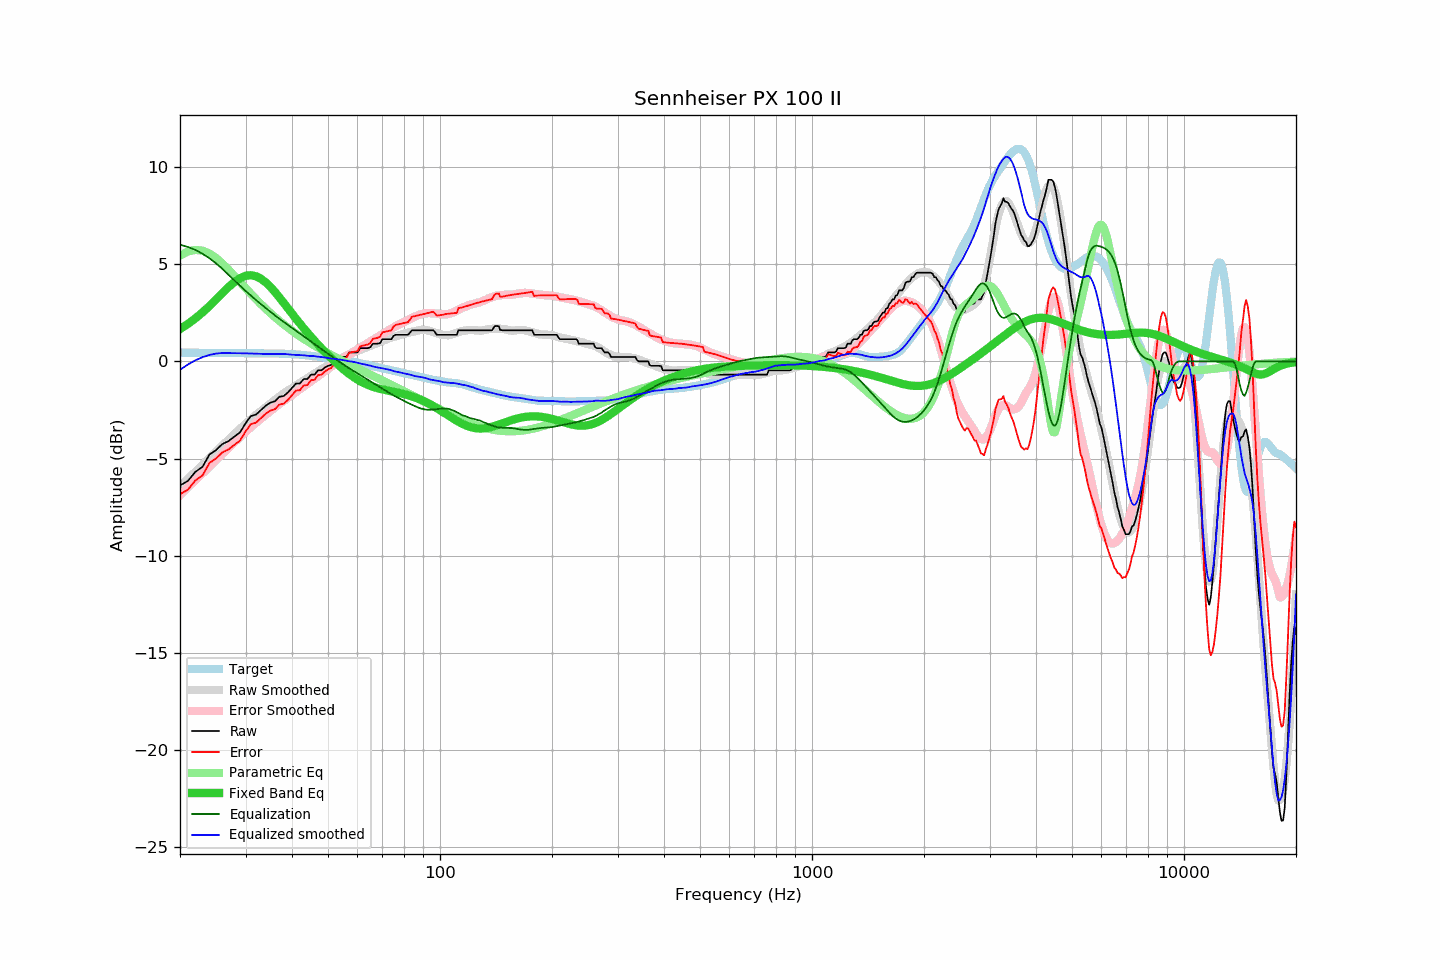 Sennheiser PX 100 II
Amplitude (dBr)
10
5
0
−5
−10
−15
−20
−25
Target
Raw Smoothed
Error Smoothed
Raw
Error
Parametric Eq
Fixed Band Eq
Equalization
Equalized smoothed
100
1000
10000
Frequency (Hz)